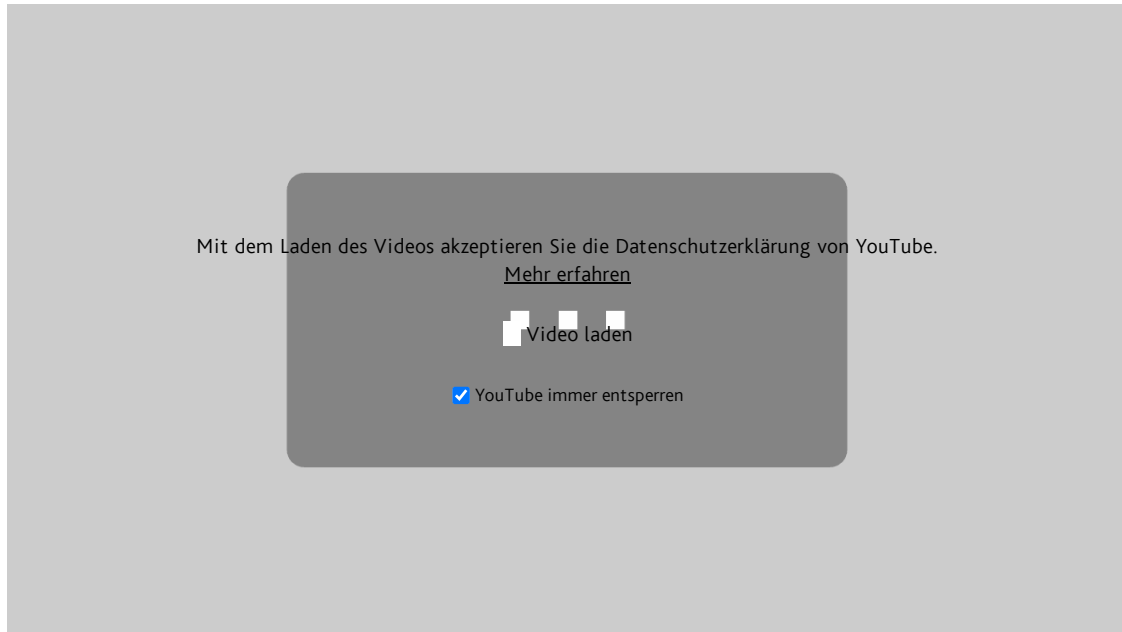 Mit dem Laden des Videos akzeptieren Sie die Datenschutzerklärung von YouTube.
Mehr erfahren
Video laden
YouTube immer entsperren